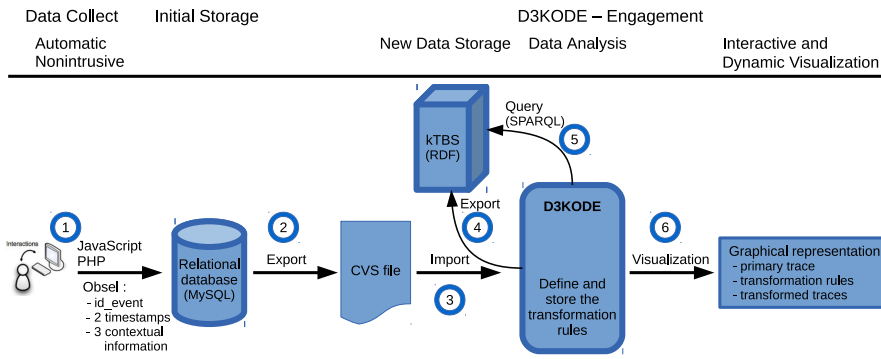 Data Collect
Initial Storage
D3KODE – Engagement
Automatic
Nonintrusive
New Data Storage
Data Analysis
Interactive and
Dynamic Visualization
kTBS
(RDF)
Query
(SPARQL)
5
1
Interactions
JavaScript
PHP
Obsel :
- id_event
- 2 timestamps
- 3 contextual
information
Relational
database
(MySQL)
2
Export
CVS file
Import
3
Export
4
D3KODE
Define and
store the
transformation
rules
6
Visualization
Graphical representation:
- primary trace
- transformation rules
- transformed traces